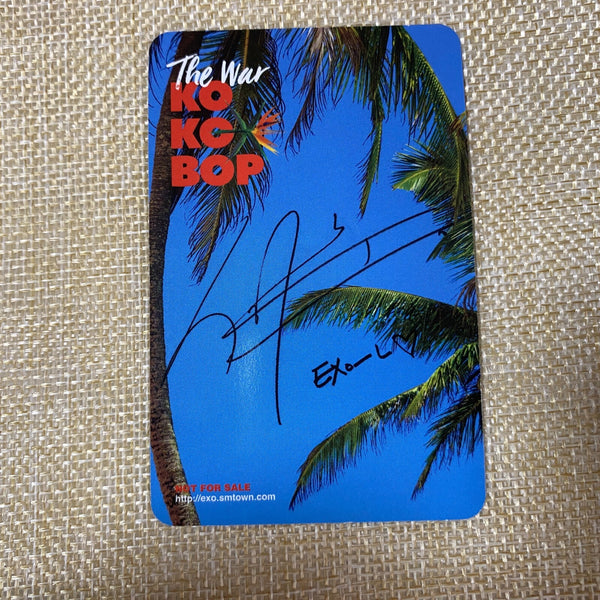 The War
KO
KO
BOP
EXO-L♡
NOT FOR SALE
http://exo.smtown.com